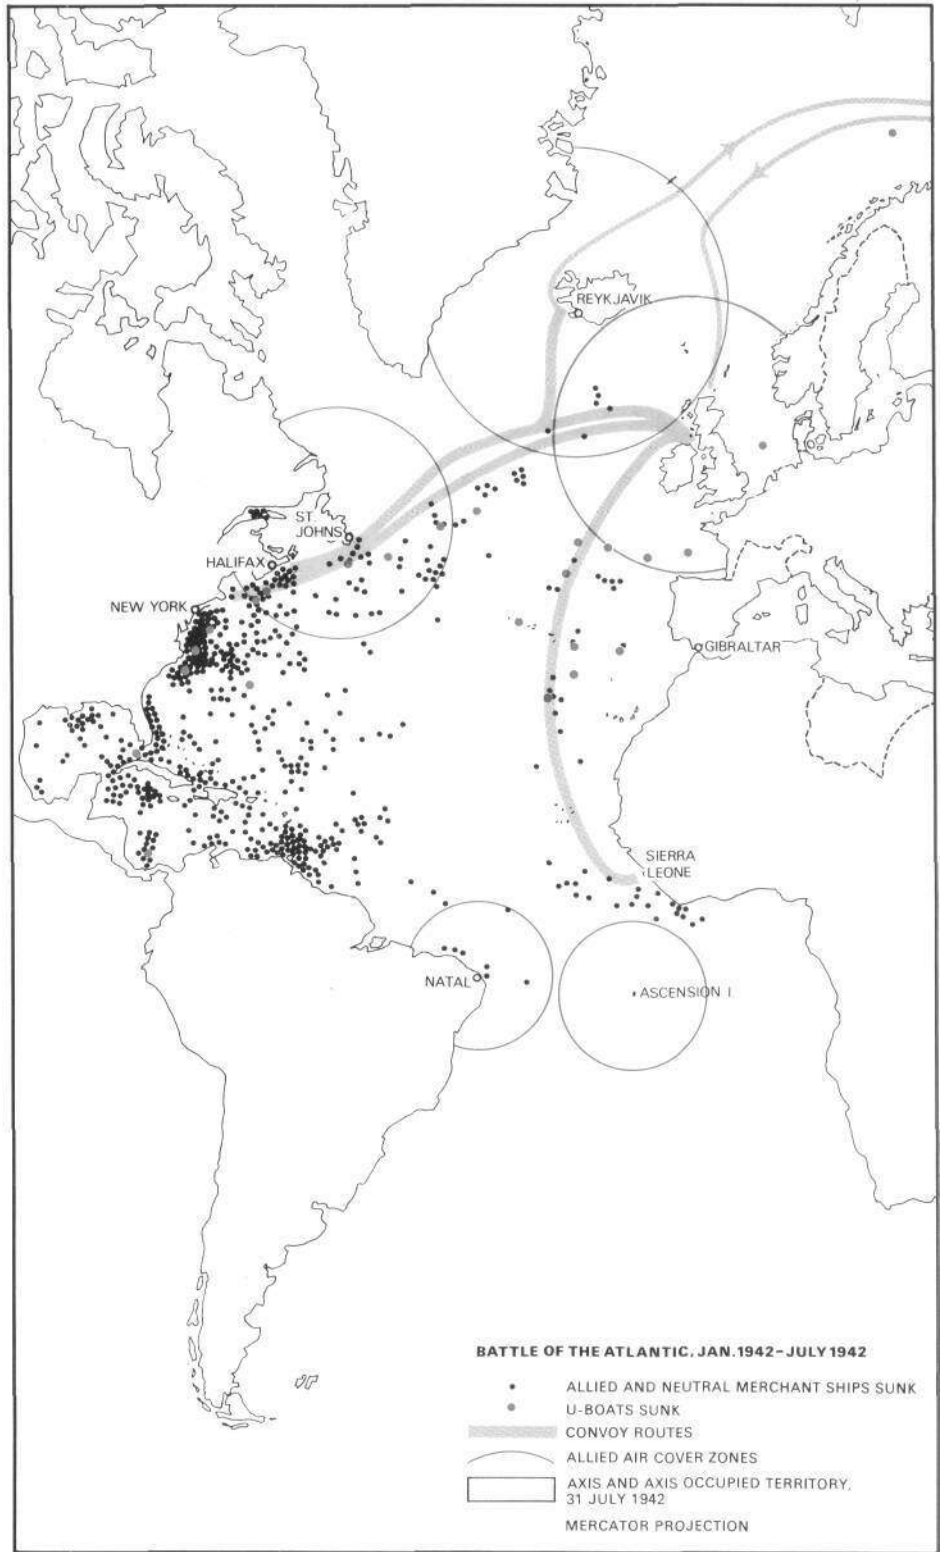 REYKJAVIK
ST.
JOHNS
HALIFAX
NEW YORK
GIBRALTAR
SIERRA
LEONE
NATAL
ASCENSION I.
BATTLE OF THE ATLANTIC, JAN. 1942–JULY 1942
ALLIED AND NEUTRAL MERCHANT SHIPS SUNK
U-BOATS SUNK
CONVOY ROUTES
ALLIED AIR COVER ZONES
AXIS AND AXIS OCCUPIED TERRITORY,
31 JULY 1942
MERCATOR PROJECTION